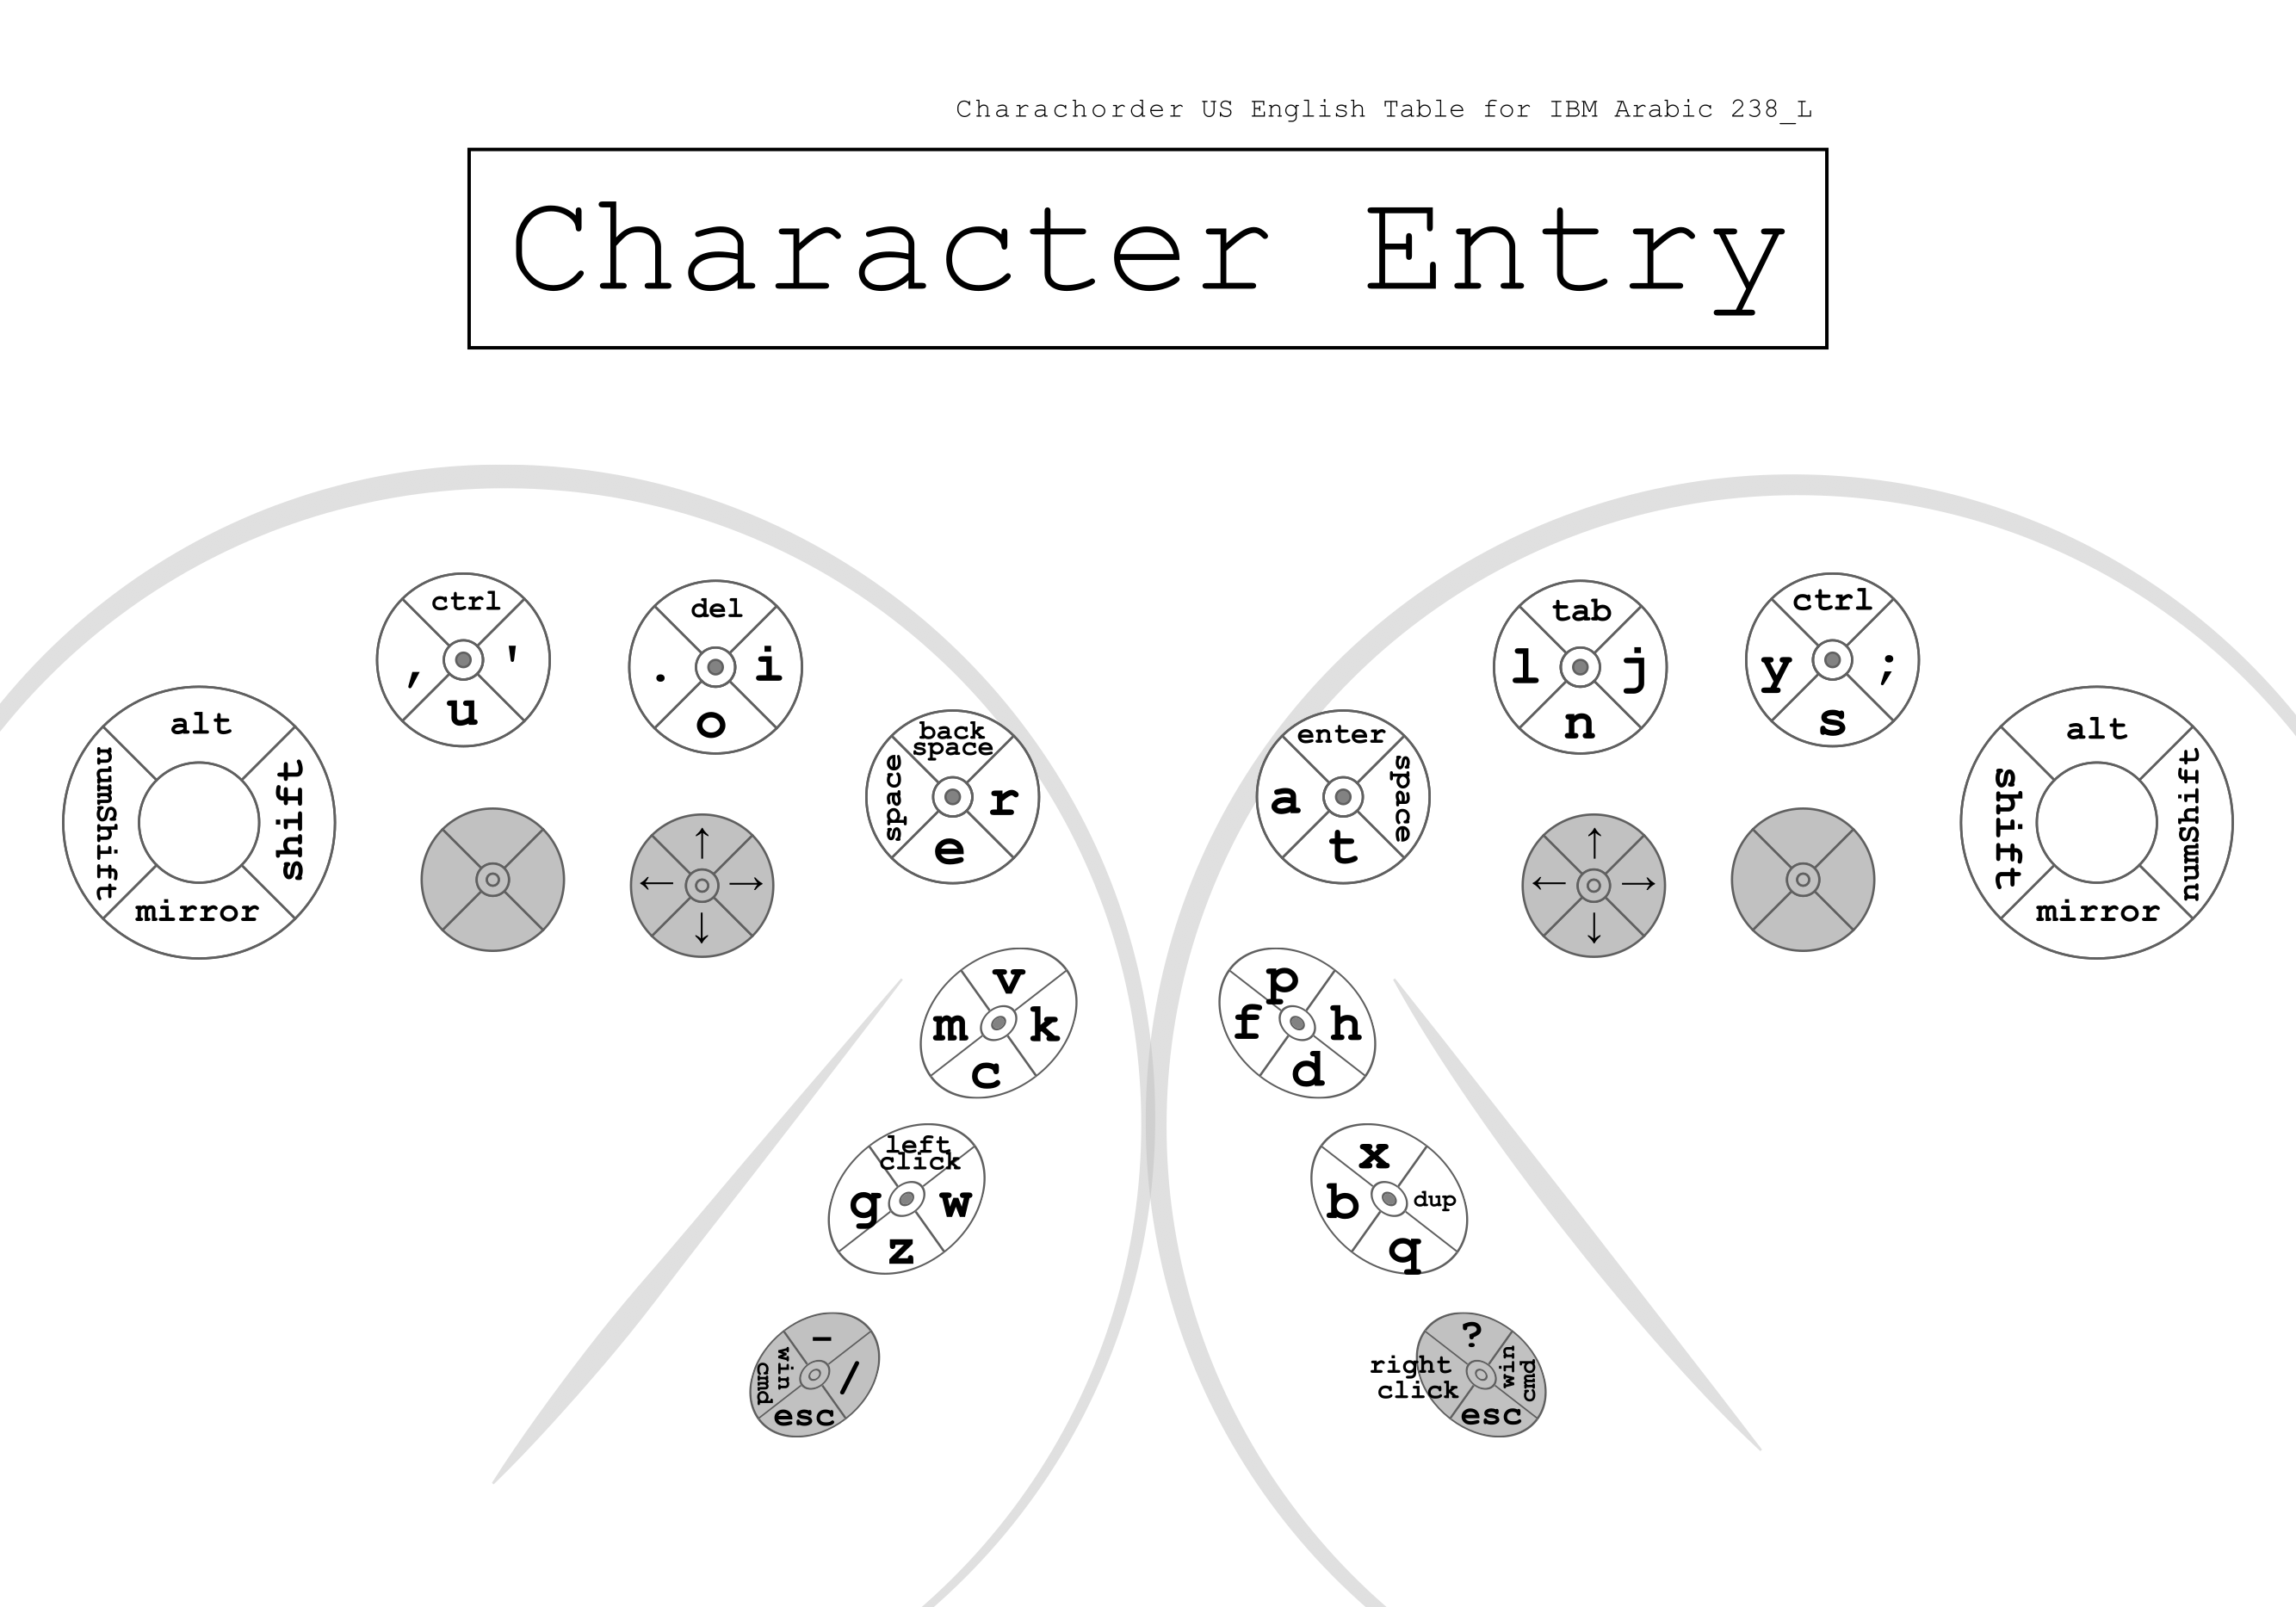 Charachorder US English Table for IBM Arabic 238_L
Character Entry
ctrl
, '
u
del
. i
o
tab
l j
n
ctrl
y ;
s
alt
numShift shift
mirror
back
space
space r
e
enter
a space
t
alt
shift numShift
mirror
↑
← →
↓
↑
← →
↓
v
m k
c
p
f h
d
left
click
g w
z
x
b dup
q
-
win
cmd
/
esc
?
right
click
win
cmd
esc